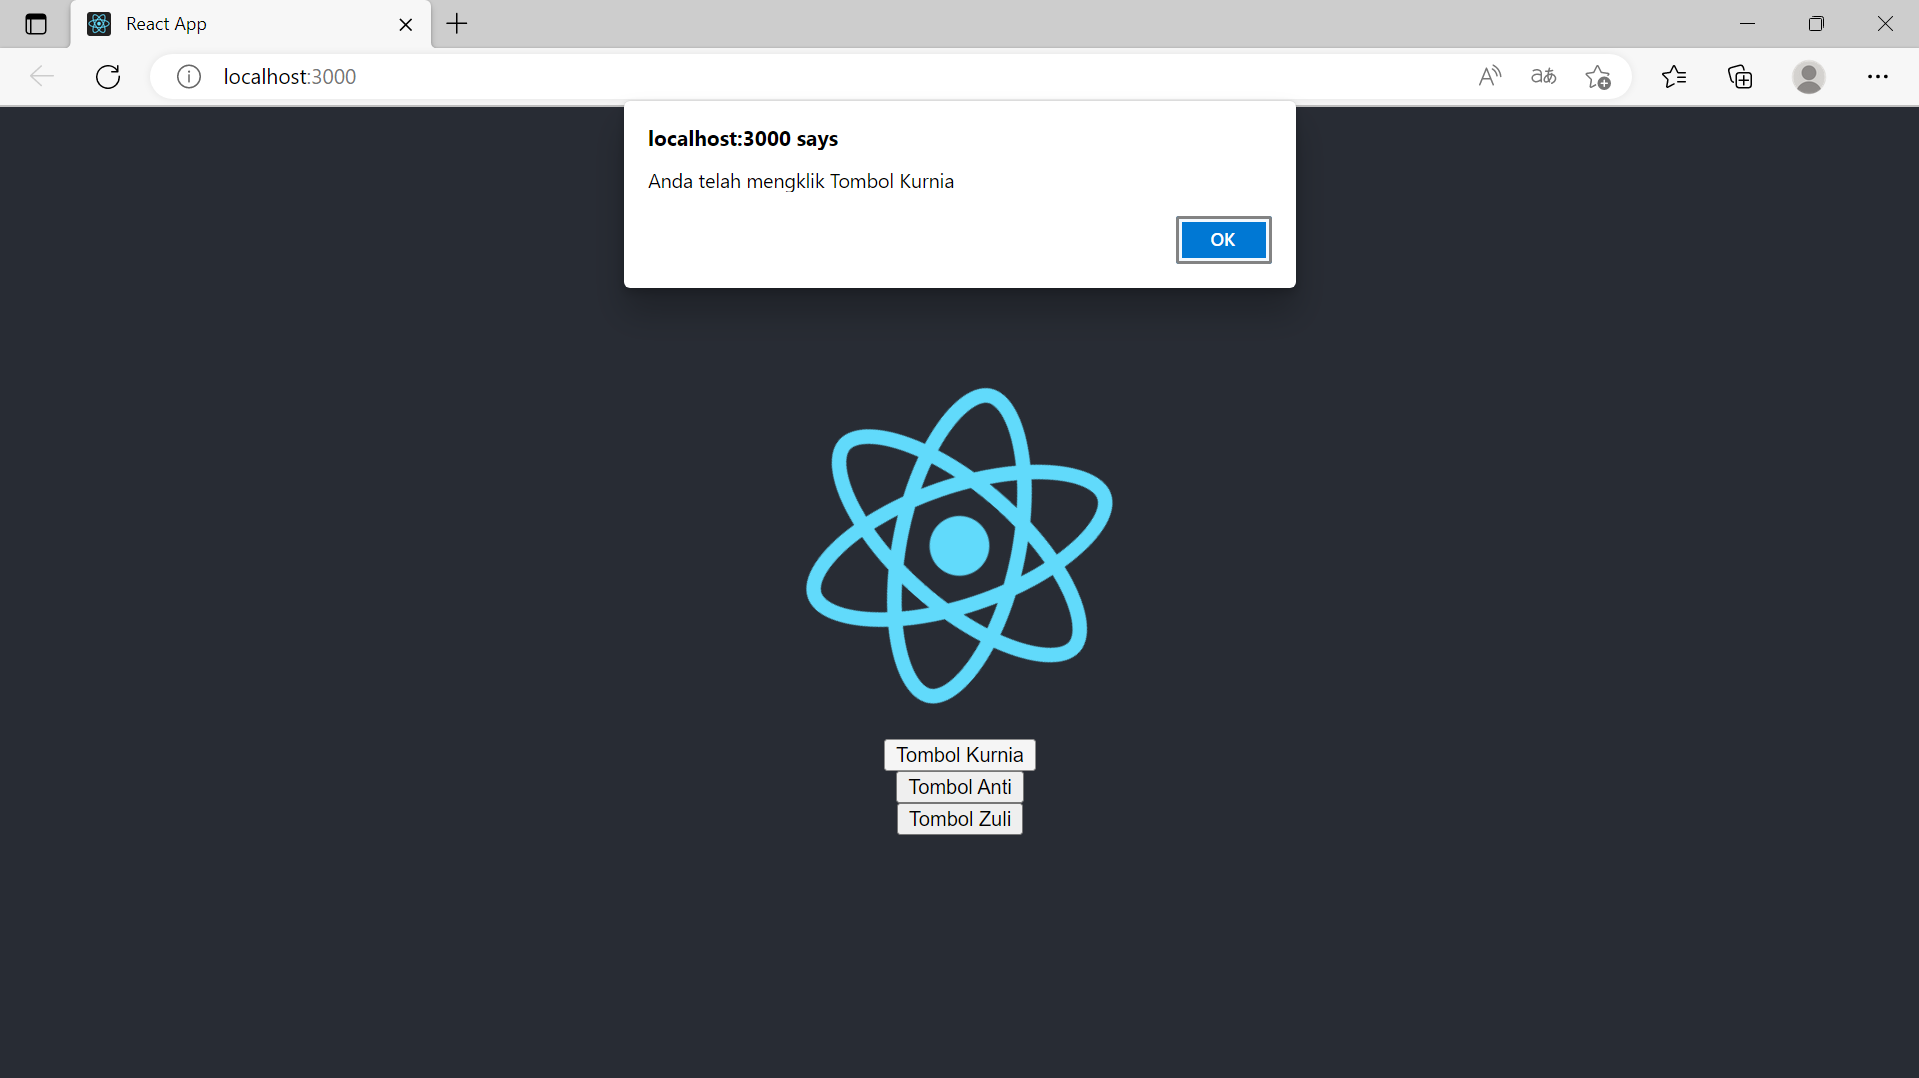 React App
localhost:3000
localhost:3000 says
Anda telah mengklik Tombol Kurnia
OK
Tombol Kurnia
Tombol Anti
Tombol Zuli